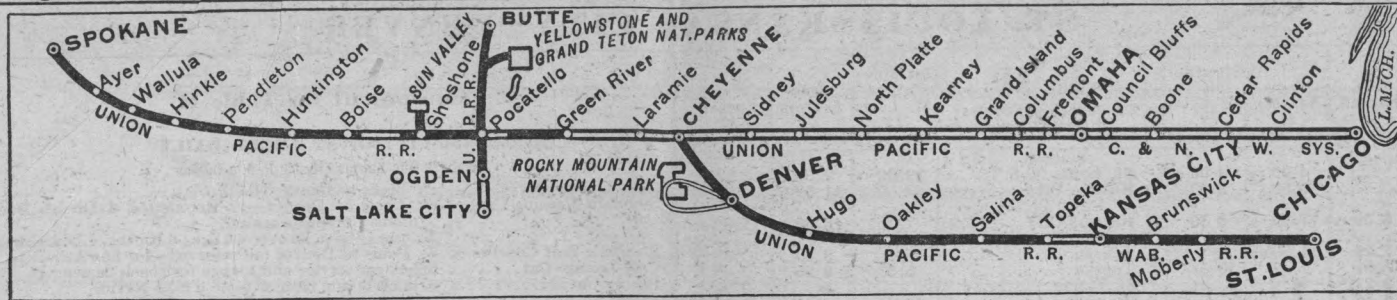 SPOKANE
Ayer
Wallula
Hinkle
Pendleton
Huntington
Boise
SUN VALLEY
Shoshone
BUTTE
YELLOWSTONE AND
GRAND TETON NAT. PARKS
Pocatello
Green River
Laramie
CHEYENNE
Sidney
Julesburg
North Platte
Kearney
Grand Island
Columbus
Fremont
OMAHA
Council Bluffs
Boone
Cedar Rapids
Clinton
CHICAGO
L. MICH.
UNION PACIFIC R. R.
U. P. R. R.
UNION PACIFIC R. R.
C. & N. W. SYS.
OGDEN
SALT LAKE CITY
ROCKY MOUNTAIN
NATIONAL PARK
DENVER
Hugo
Oakley
Salina
Topeka
KANSAS CITY
Brunswick
Moberly
ST. LOUIS
UNION PACIFIC R. R.
WAB. R. R.